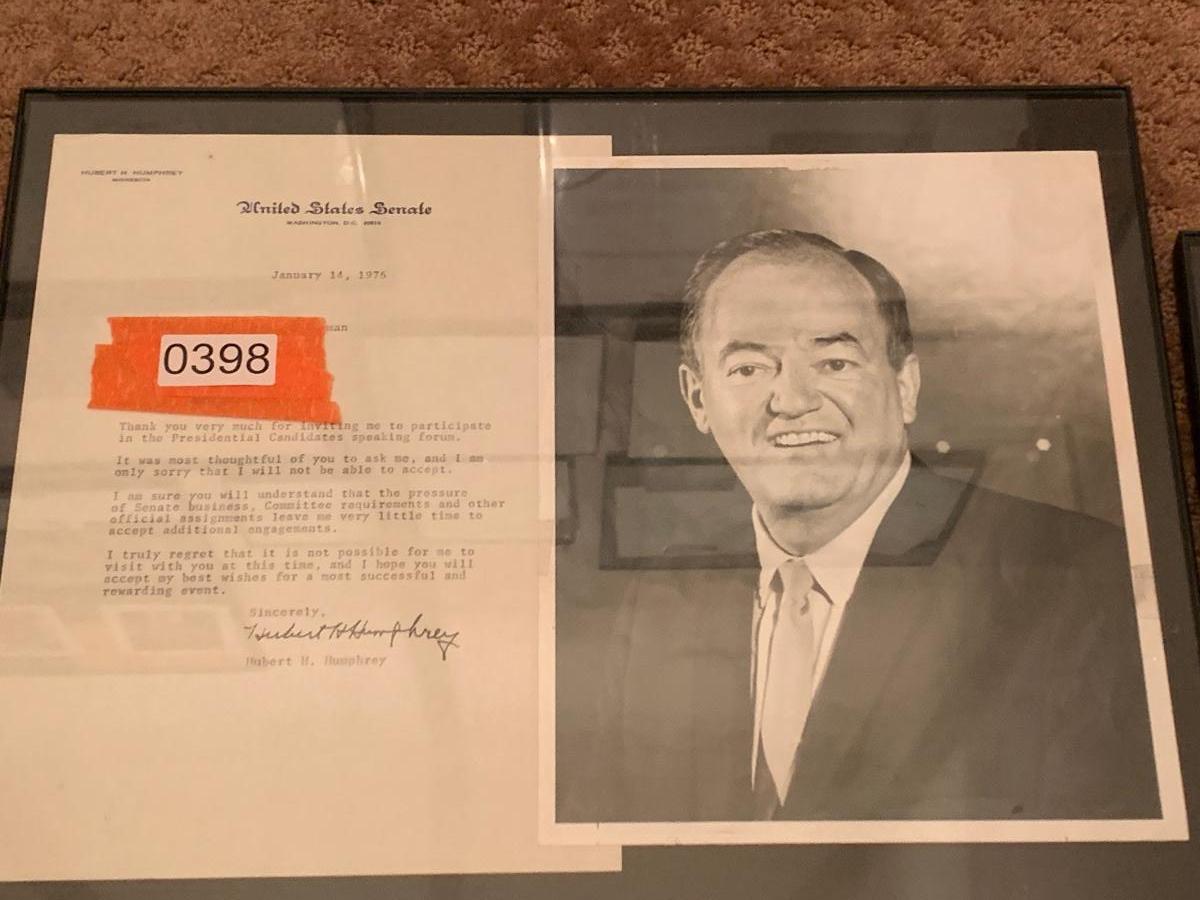 HUBERT H. HUMPHREY
MINNESOTA
United States Senate
WASHINGTON, D.C. 20510
January 14, 1976
man
0398
Thank you very much for inviting me to participate
in the Presidential Candidates speaking forum.
It was most thoughtful of you to ask me, and I am
only sorry that I will not be able to accept.
I am sure you will understand that the pressure
of Senate business, Committee requirements and other
official assignments leave me very little time to
accept additional engagements.
I truly regret that it is not possible for me to
visit with you at this time, and I hope you will
accept my best wishes for a most successful and
rewarding event.
Sincerely,
Hubert H Humphrey
Hubert H. Humphrey